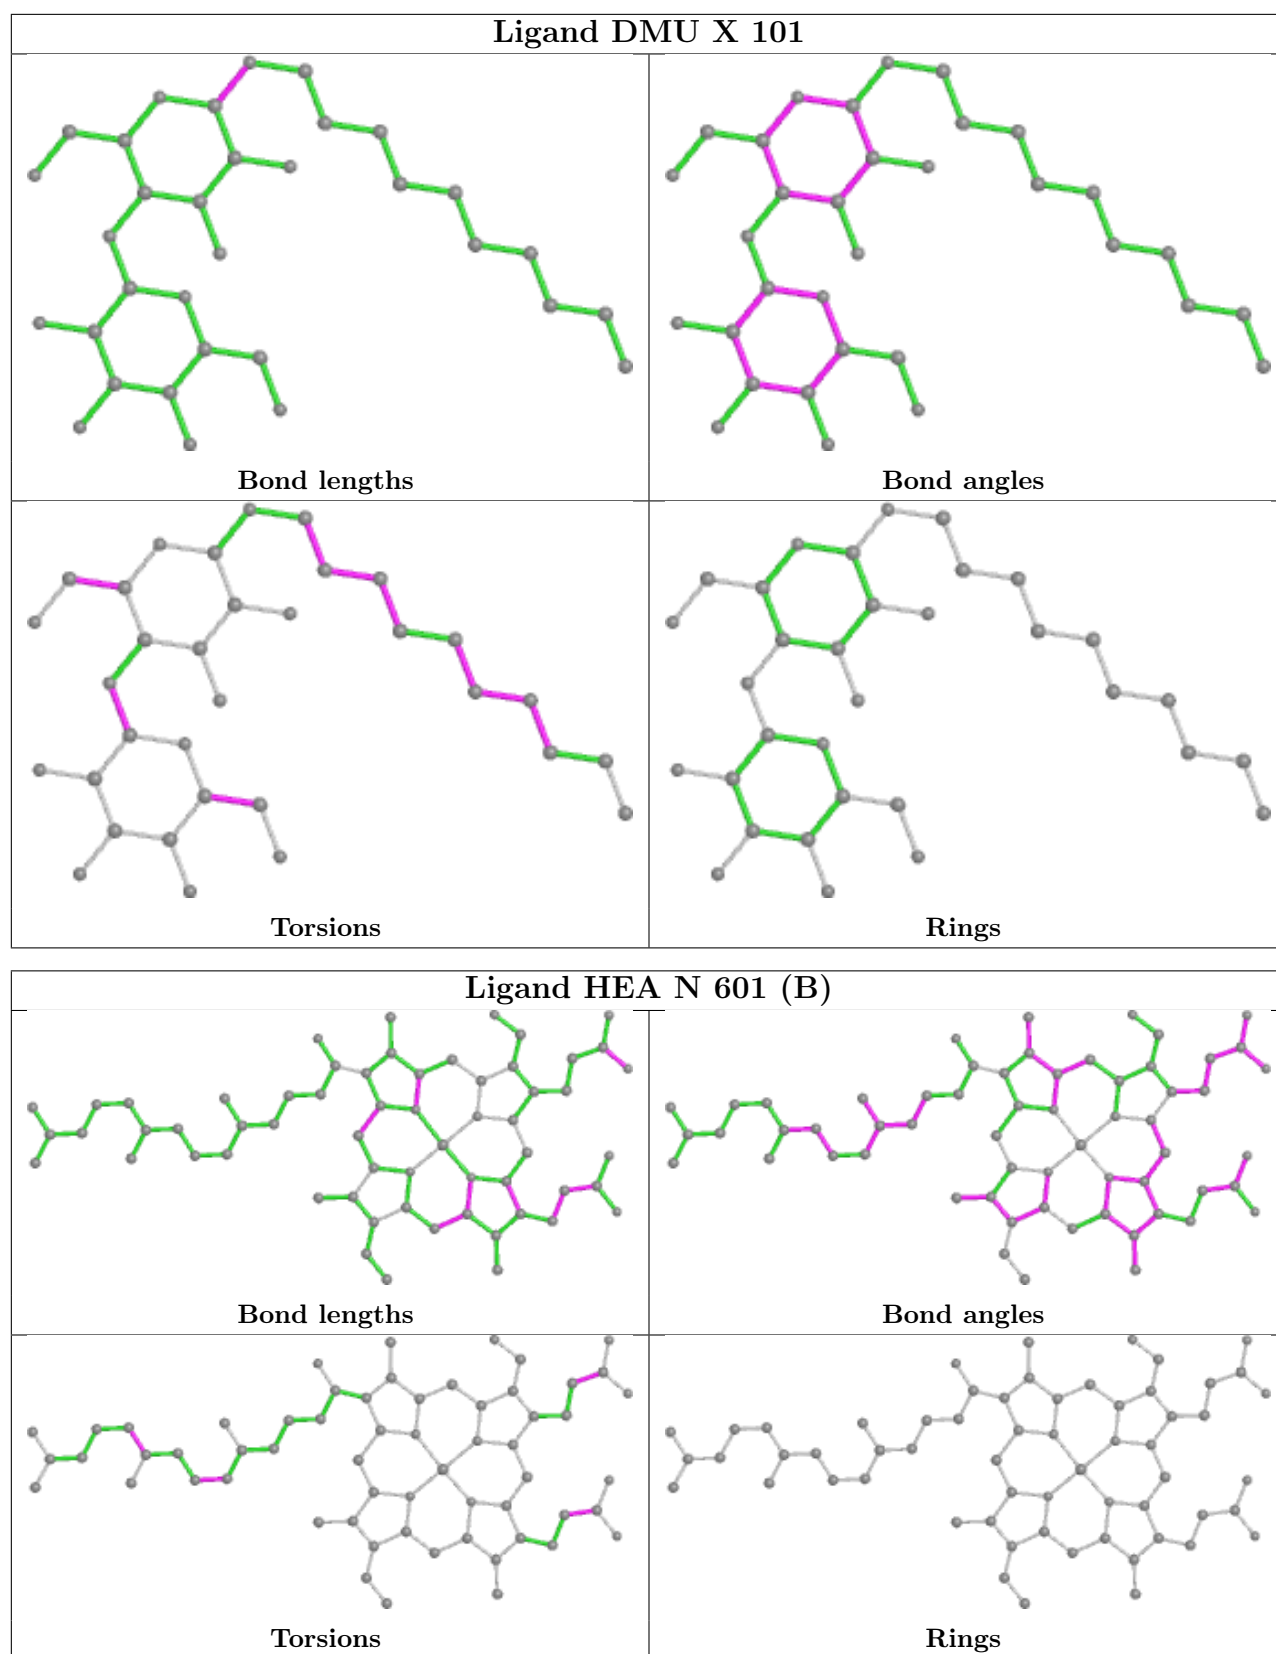 Ligand DMU X 101
Bond lengths
Bond angles
Torsions
Rings
Ligand HEA N 601 (B)
Bond lengths
Bond angles
Torsions
Rings